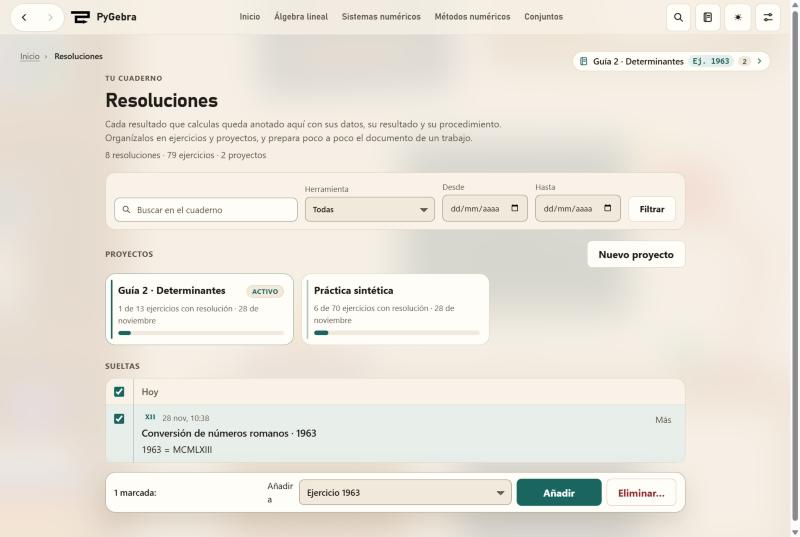 PyGebra
Inicio Álgebra lineal Sistemas numéricos Métodos numéricos Conjuntos
Inicio › Resoluciones
Guía 2 · Determinantes Ej. 1963 2
TU CUADERNO
Resoluciones
Cada resultado que calculas queda anotado aquí con sus datos, su resultado y su procedimiento.
Organízalos en ejercicios y proyectos, y prepara poco a poco el documento de un trabajo.
8 resoluciones · 79 ejercicios · 2 proyectos
Herramienta Desde Hasta
Buscar en el cuaderno Todas dd/mm/aaaa dd/mm/aaaa Filtrar
PROYECTOS Nuevo proyecto
Guía 2 · Determinantes ACTIVO
1 de 13 ejercicios con resolución · 28 de
noviembre
Práctica sintética
6 de 70 ejercicios con resolución · 28 de
noviembre
SUELTAS
Hoy
XII 28 nov, 10:38 Más
Conversión de números romanos · 1963
1963 = MCMLXIII
1 marcada: Añadir
a Ejercicio 1963 Añadir Eliminar...